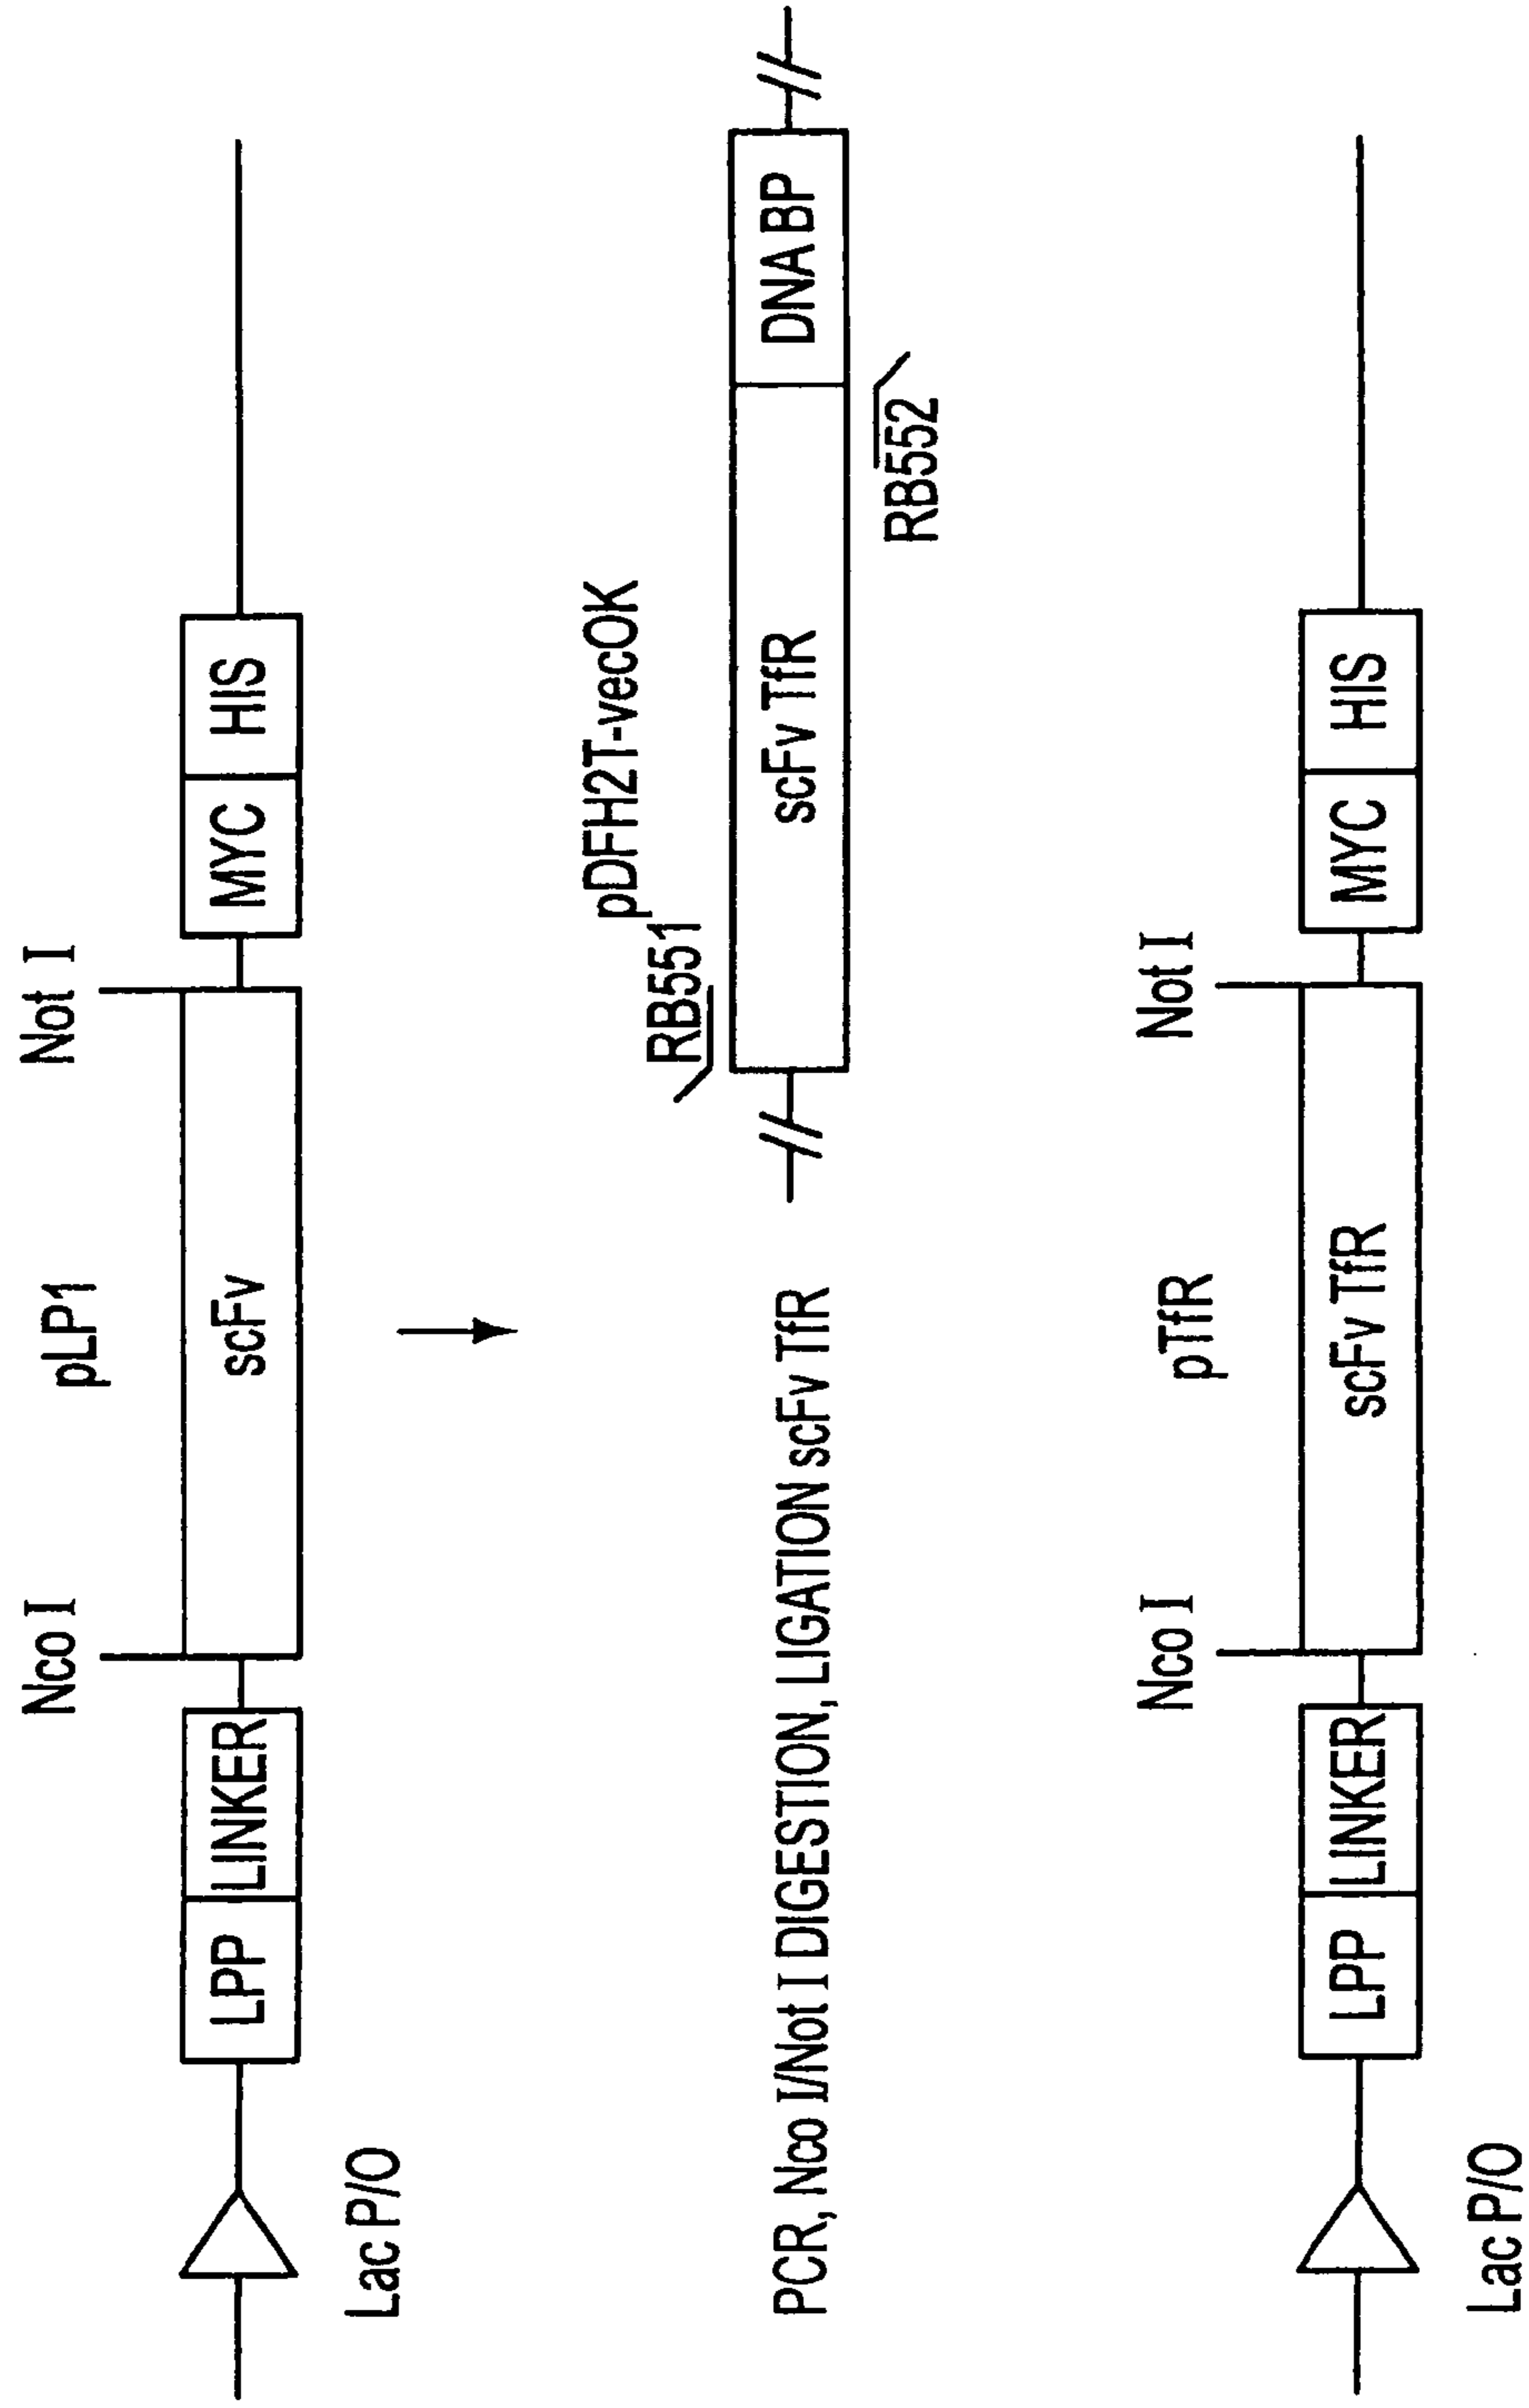 pLP1
Nco I
Not I
LPP
LINKER
scFv
MYC
HIS
Lac P/O
pDFH2T-vecOK
RB551
PCR, Nco I/Not I DIGESTION, LIGATION scFv TfR
scFv TfR
DNA BP
RB552
pTfR
Nco I
Not I
LPP
LINKER
scFv TfR
MYC
HIS
Lac P/O